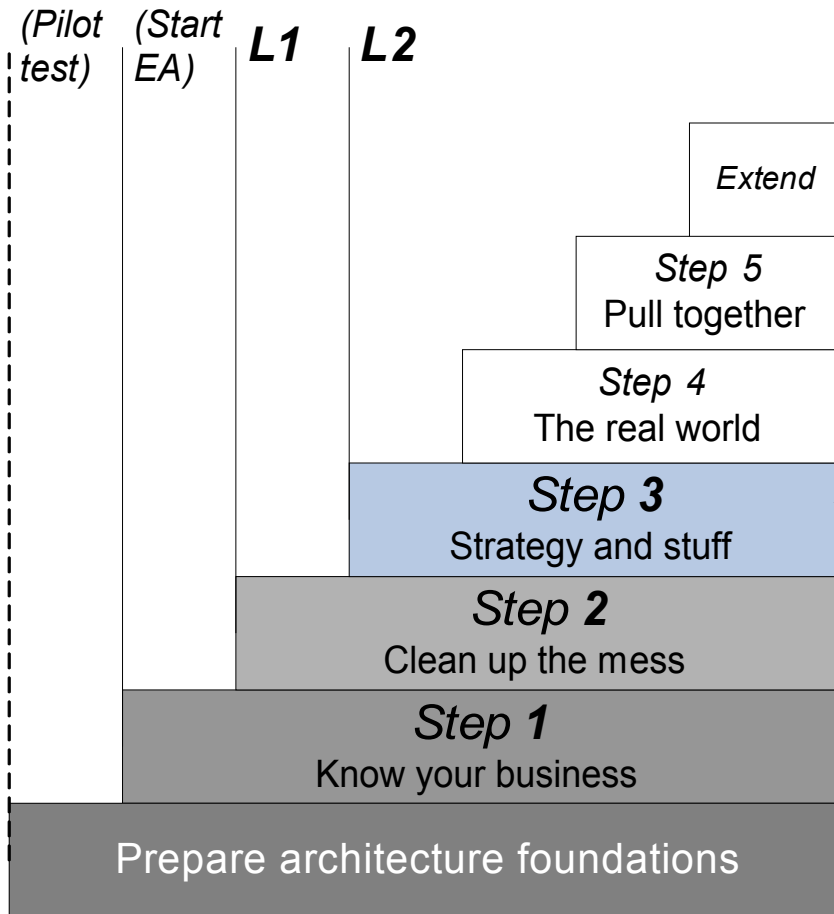 (Pilot test)
(Start EA)
L1
L2
Extend
Step 5
Pull together
Step 4
The real world
Step 3
Strategy and stuff
Step 2
Clean up the mess
Step 1
Know your business
Prepare architecture foundations